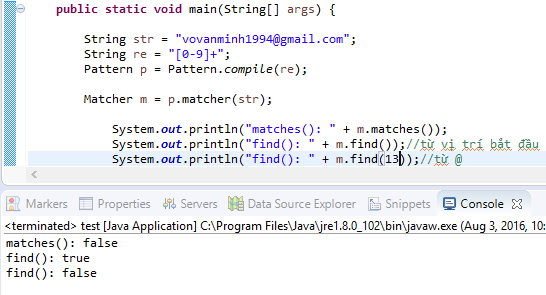 public static void main(String[] args) {
String str = "vovanminh1994@gmail.com";
String re = "[0-9]+";
Pattern p = Pattern.compile(re);
Matcher m = p.matcher(str);
System.out.println("matches(): " + m.matches());
System.out.println("find(): " + m.find());//từ vị trí bắt đầu
System.out.println("find(): " + m.find(13));//từ @
Markers Properties Servers Data Source Explorer Snippets Console
<terminated> test [Java Application] C:\Program Files\Java\jre1.8.0_102\bin\javaw.exe (Aug 3, 2016, 10:
matches(): false
find(): true
find(): false